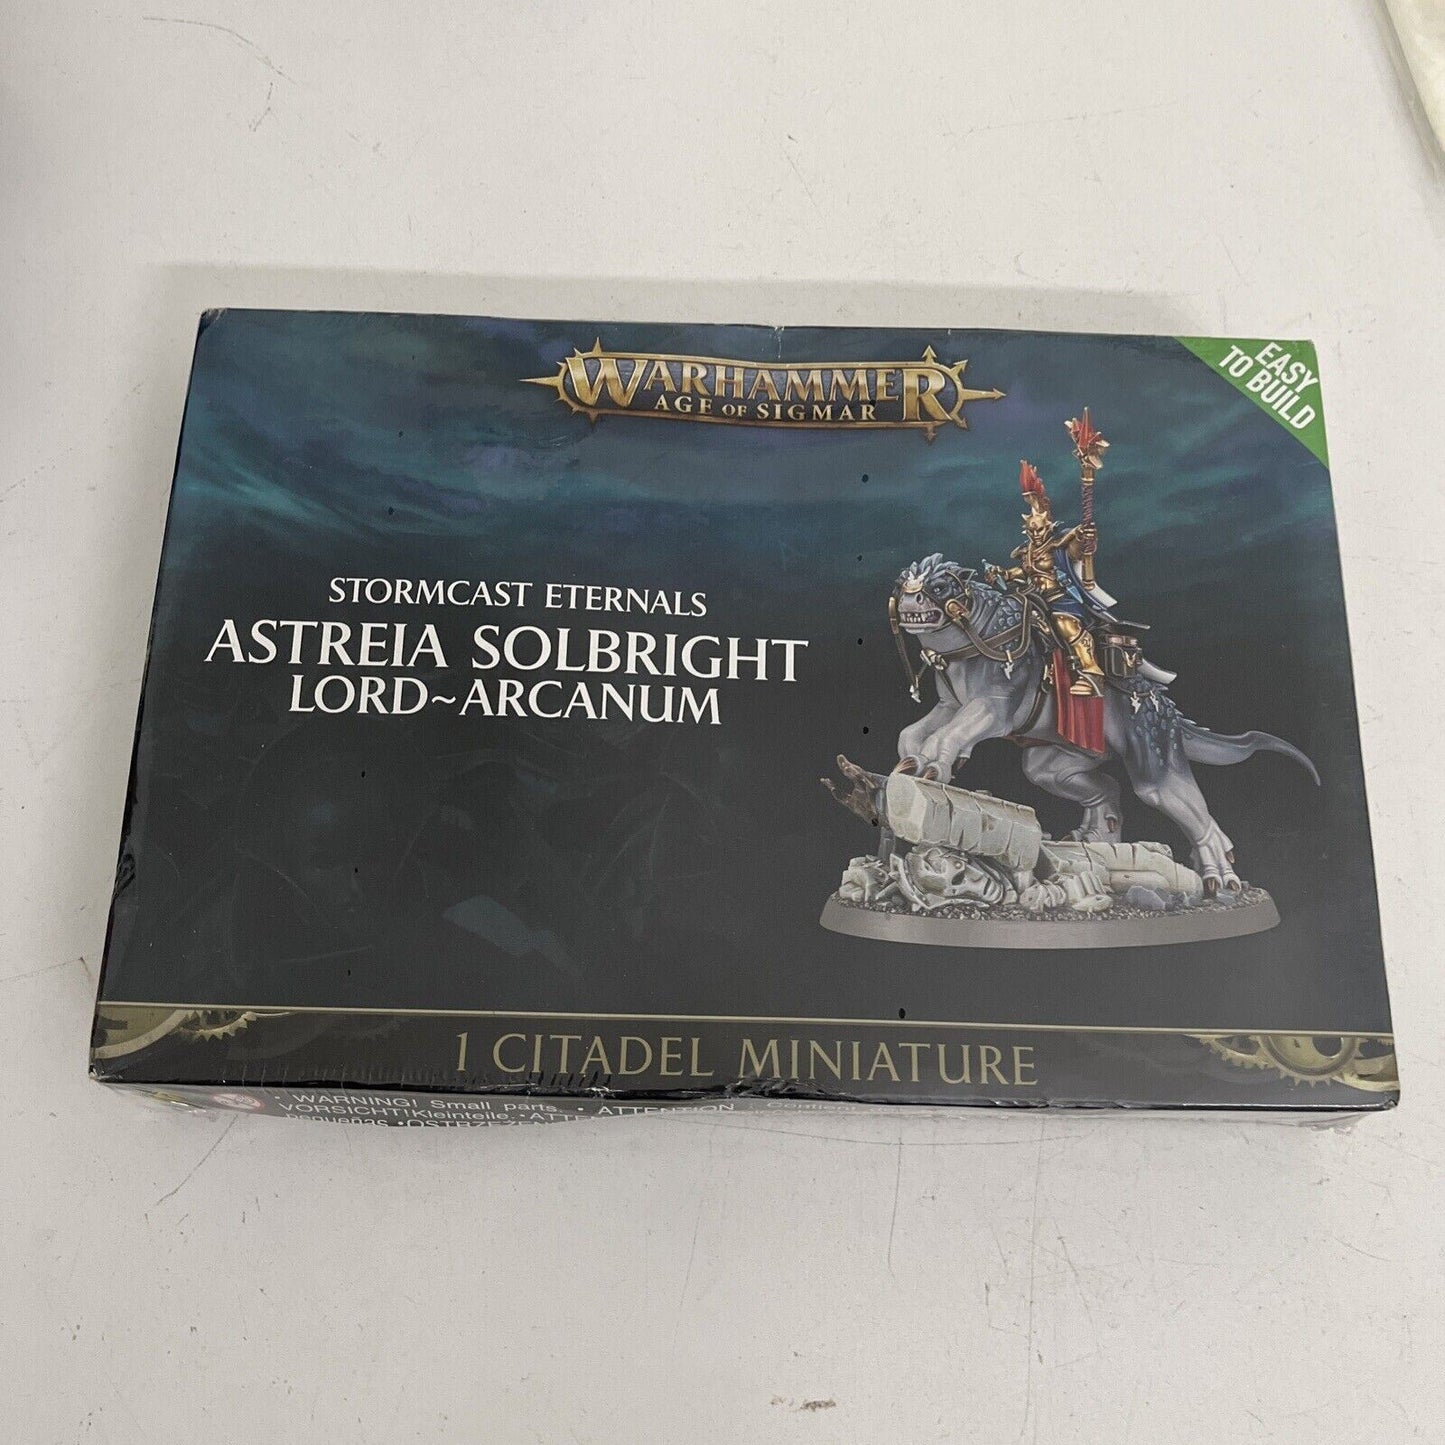 WARHAMMER
AGE OF SIGMAR
EASY
TO BUILD
STORMCAST ETERNALS
ASTREIA SOLBRIGHT
LORD~ARCANUM
1 CITADEL MINIATURE
• WARNING! Small parts. • ATTENTION
VORSICHT! Kleinteile. • ATTE